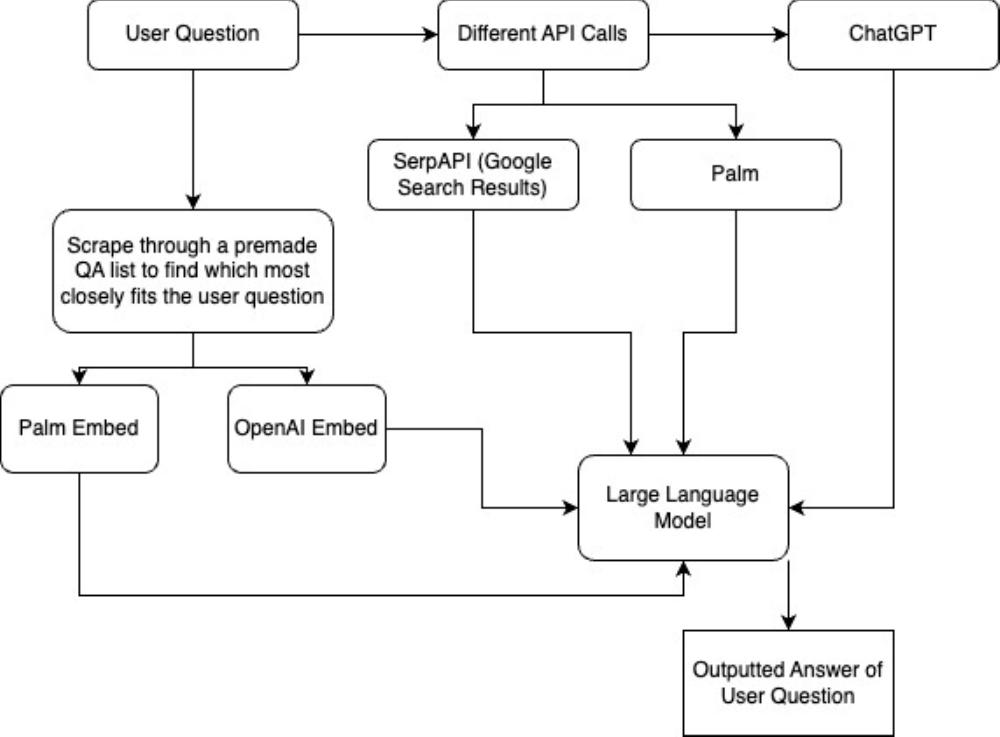 User Question
Different API Calls
ChatGPT
SerpAPI (Google
Search Results)
Palm
Scrape through a premade
QA list to find which most
closely fits the user question
Palm Embed
OpenAI Embed
Large Language
Model
Outputted Answer of
User Question